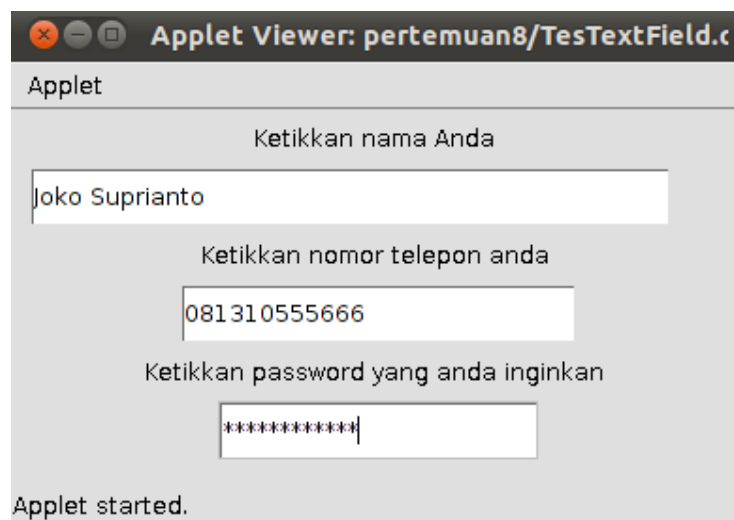 Applet Viewer: pertemuan8/TesTextField.c
Applet
Ketikkan nama Anda
Joko Suprianto
Ketikkan nomor telepon anda
081310555666
Ketikkan password yang anda inginkan
************
Applet started.